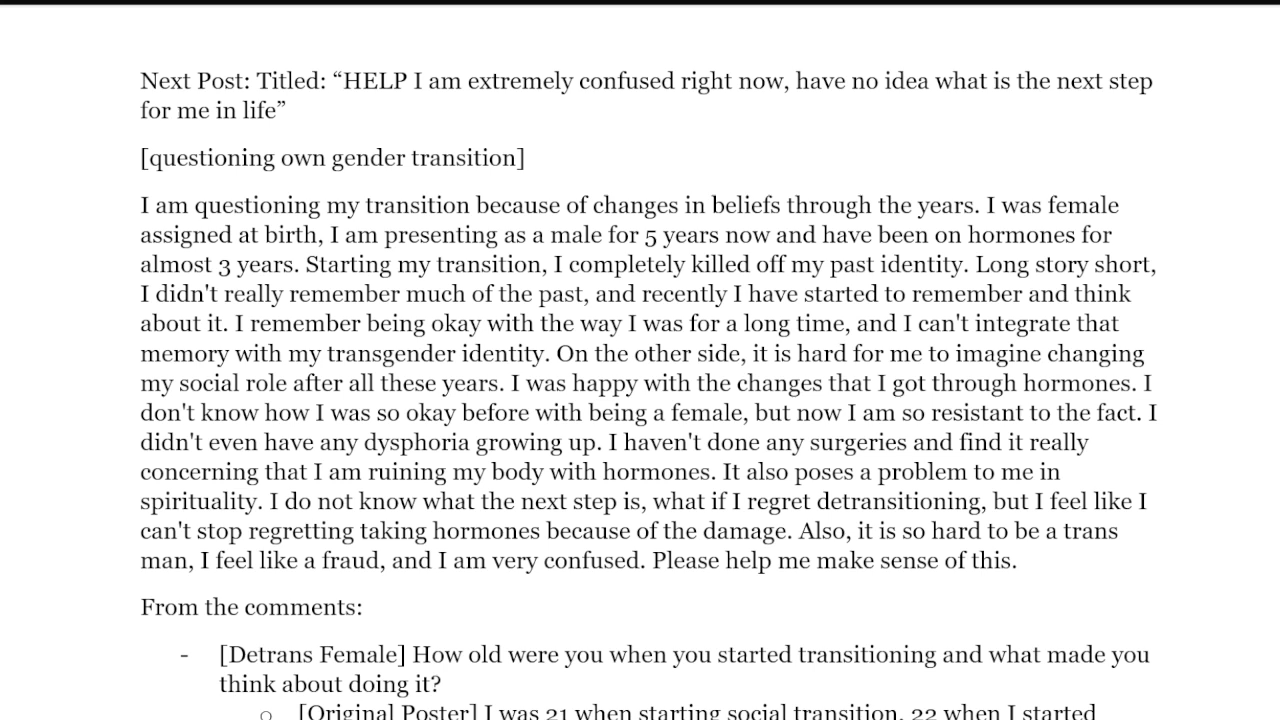 Next Post: Titled: “HELP I am extremely confused right now, have no idea what is the next step
for me in life”
[questioning own gender transition]
I am questioning my transition because of changes in beliefs through the years. I was female
assigned at birth, I am presenting as a male for 5 years now and have been on hormones for
almost 3 years. Starting my transition, I completely killed off my past identity. Long story short,
I didn't really remember much of the past, and recently I have started to remember and think
about it. I remember being okay with the way I was for a long time, and I can't integrate that
memory with my transgender identity. On the other side, it is hard for me to imagine changing
my social role after all these years. I was happy with the changes that I got through hormones. I
don't know how I was so okay before with being a female, but now I am so resistant to the fact. I
didn't even have any dysphoria growing up. I haven't done any surgeries and find it really
concerning that I am ruining my body with hormones. It also poses a problem to me in
spirituality. I do not know what the next step is, what if I regret detransitioning, but I feel like I
can't stop regretting taking hormones because of the damage. Also, it is so hard to be a trans
man, I feel like a fraud, and I am very confused. Please help me make sense of this.
From the comments:
- [Detrans Female] How old were you when you started transitioning and what made you
think about doing it?
○ [Original Poster] I was 21 when starting social transition, 22 when I started